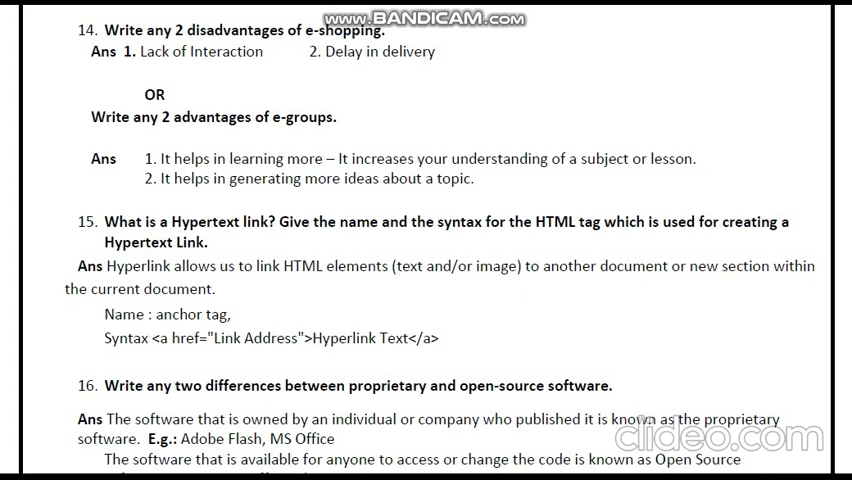 www.BANDICAM.com
14. Write any 2 disadvantages of e-shopping.
Ans 1. Lack of Interaction 2. Delay in delivery
OR
Write any 2 advantages of e-groups.
Ans 1. It helps in learning more – It increases your understanding of a subject or lesson.
2. It helps in generating more ideas about a topic.
15. What is a Hypertext link? Give the name and the syntax for the HTML tag which is used for creating a
Hypertext Link.
Ans Hyperlink allows us to link HTML elements (text and/or image) to another document or new section within
the current document.
Name : anchor tag,
Syntax <a href="Link Address">Hyperlink Text</a>
16. Write any two differences between proprietary and open-source software.
Ans The software that is owned by an individual or company who published it is known as the proprietary
software. E.g.: Adobe Flash, MS Office
clideo.com
The software that is available for anyone to access or change the code is known as Open Source